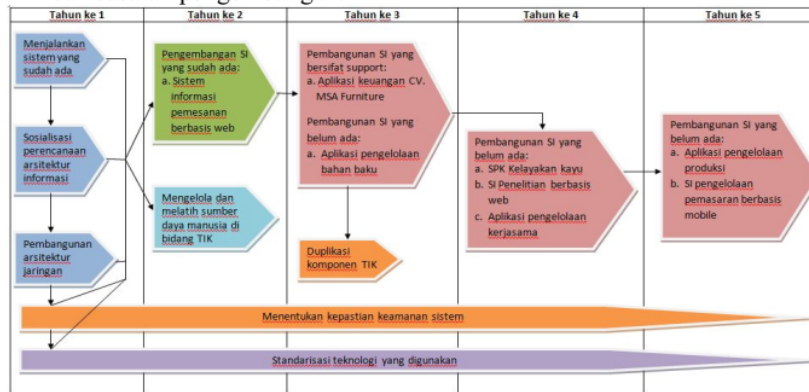 Tahun ke 1
Tahun ke 2
Tahun ke 3
Tahun ke 4
Tahun ke 5
Menjalankan
sistem yang
sudah ada
Sosialisasi
perencanaan
arsitektur
informasi
Pembangunan
arsitektur
jaringan
Pengembangan SI
yang sudah ada:
a. Sistem
informasi
pemesanan
berbasis web
Mengelola dan
melatih sumber
daya manusia di
bidang TIK
Pembangunan SI yang
bersifat support:
a. Aplikasi keuangan CV.
MSA Furniture
Pembangunan SI yang
belum ada:
a. Aplikasi pengelolaan
bahan baku
Duplikasi
komponen TIK
Pembangunan SI yang
belum ada:
a. SPK Kelayakan kayu
b. SI Penelitian berbasis
web
c. Aplikasi pengelolaan
kerjasama
Pembangunan SI yang
belum ada:
a. Aplikasi pengelolaan
produksi
b. SI pengelolaan
pemasaran berbasis
mobile
Menentukan kepastian keamanan sistem
Standarisasi teknologi yang digunakan